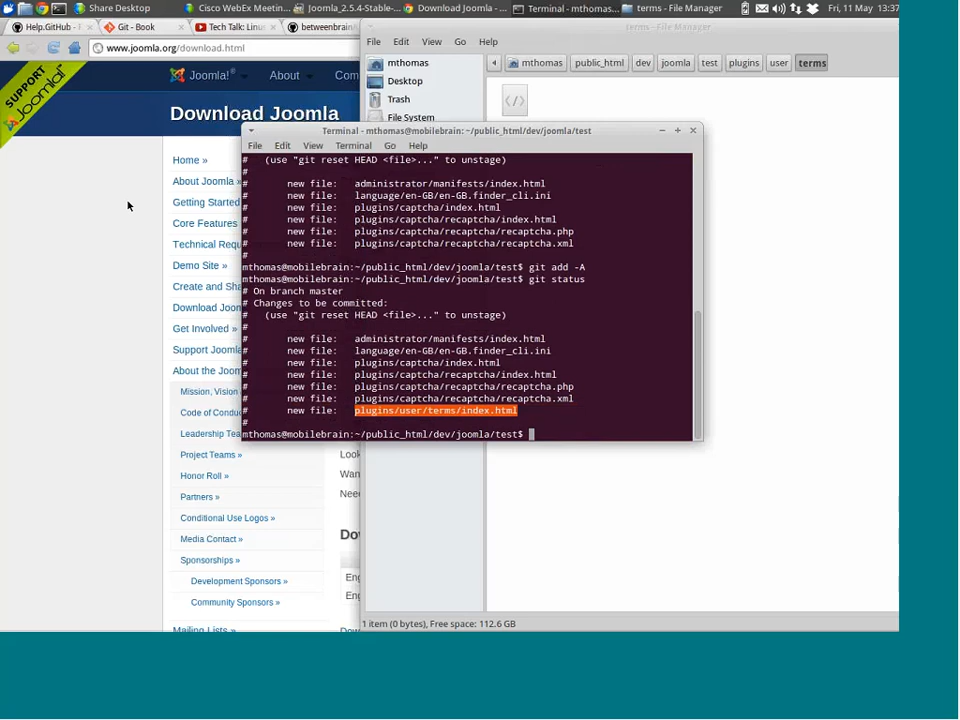 Share Desktop
Cisco WebEx Meetin...
Joomla_2.5.4-Stable-...
Download Joomla - ...
Terminal - mthomas...
terms - File Manager
Fri, 11 May, 13:37
Help.GitHub -
Git - Book
Tech Talk: Linus
betweenbrain
www.joomla.org/download.html
SUPPORT Joomla!
Joomla!®
About
Com
Download Joomla
Home »
About Joomla »
Getting Started
Core Features
Technical Requ
Demo Site »
Create and Sha
Download Joom
Get Involved »
Support Joomla
About the Joom
Mission, Vision
Code of Conduc
Leadership Tea
Project Teams »
Honor Roll »
Partners »
Conditional Use Logos »
Media Contact »
Sponsorships »
Development Sponsors »
Community Sponsors »
Mailing Lists »
Look
Wan
Need
Do
Eng
Eng
Do
terms - File Manager
File Edit View Go Help
mthomas
Desktop
Trash
File System
mthomas public_html dev joomla test plugins user terms
</>
1 item (0 bytes), Free space: 112.6 GB
Terminal - mthomas@mobilebrain: ~/public_html/dev/joomla/test
File Edit View Terminal Go Help
#   (use "git reset HEAD <file>..." to unstage)
#
#       new file:   administrator/manifests/index.html
#       new file:   language/en-GB/en-GB.finder_cli.ini
#       new file:   plugins/captcha/index.html
#       new file:   plugins/captcha/recaptcha/index.html
#       new file:   plugins/captcha/recaptcha/recaptcha.php
#       new file:   plugins/captcha/recaptcha/recaptcha.xml
#
mthomas@mobilebrain:~/public_html/dev/joomla/test$ git add -A
mthomas@mobilebrain:~/public_html/dev/joomla/test$ git status
# On branch master
# Changes to be committed:
#   (use "git reset HEAD <file>..." to unstage)
#
#       new file:   administrator/manifests/index.html
#       new file:   language/en-GB/en-GB.finder_cli.ini
#       new file:   plugins/captcha/index.html
#       new file:   plugins/captcha/recaptcha/index.html
#       new file:   plugins/captcha/recaptcha/recaptcha.php
#       new file:   plugins/captcha/recaptcha/recaptcha.xml
#       new file:   plugins/user/terms/index.html
#
mthomas@mobilebrain:~/public_html/dev/joomla/test$